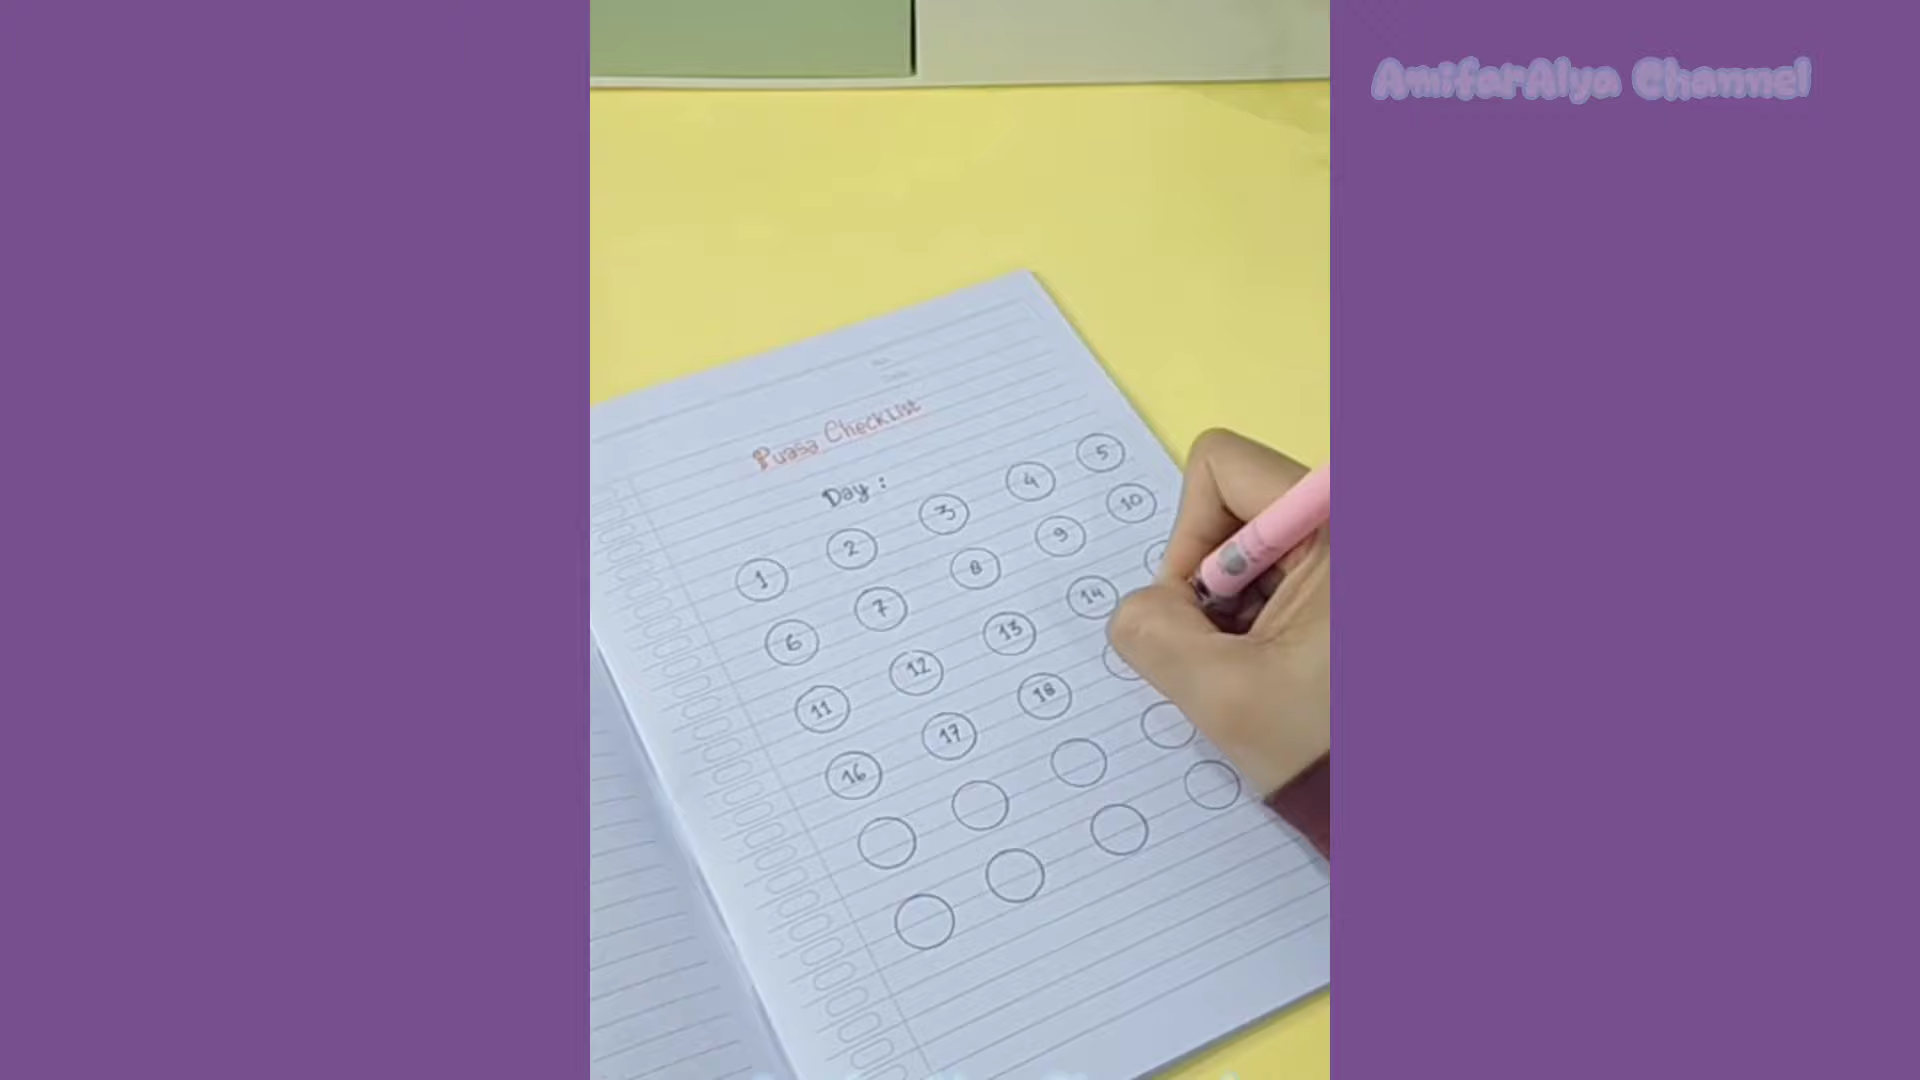 AmifarAlya Channel
Puasa CheckList
Day :
1 2 3 4 5
6 7 8 9 10
11 12 13 14
16 17 18